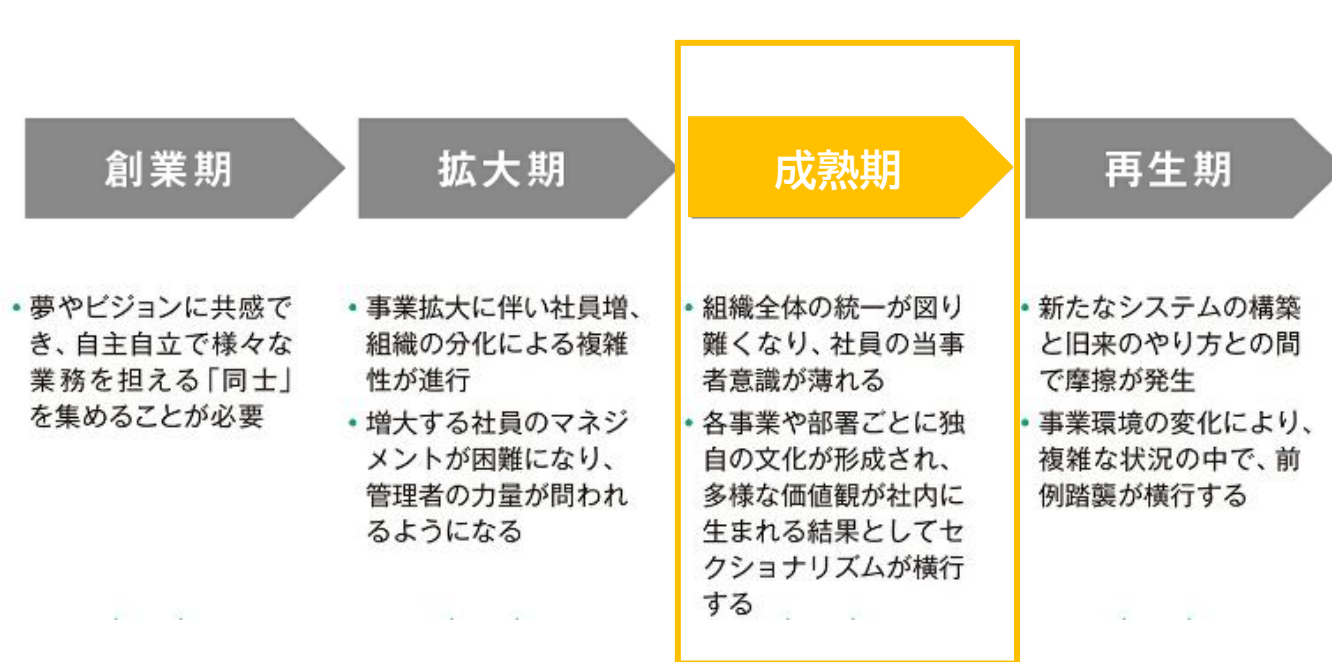 創業期
拡大期
成熟期
再生期
・夢やビジョンに共感で
き、自主自立で様々な
業務を担える「同士」
を集めることが必要
・事業拡大に伴い社員増、
組織の分化による複雑
性が進行
・増大する社員のマネジ
メントが困難になり、
管理者の力量が問われ
るようになる
・組織全体の統一が図り
難くなり、社員の当事
者意識が薄れる
・各事業や部署ごとに独
自の文化が形成され、
多様な価値観が社内に
生まれる結果としてセ
クショナリズムが横行
する
・新たなシステムの構築
と旧来のやり方との間
で摩擦が発生
・事業環境の変化により、
複雑な状況の中で、前
例踏襲が横行する